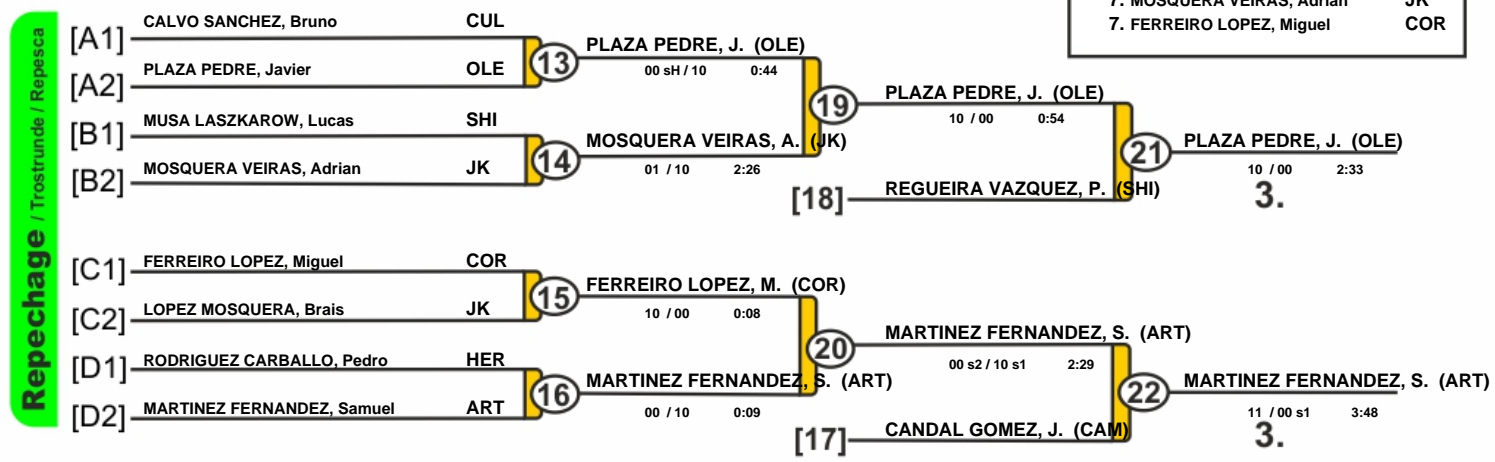 7. MOSQUERA VEIRAS, Adrian JK
7. FERREIRO LOPEZ, Miguel COR
Repechage / Trostrunde / Repesca
[A1] CALVO SANCHEZ, Bruno CUL
[A2] PLAZA PEDRE, Javier OLE
13
PLAZA PEDRE, J. (OLE)
00 sH / 10 0:44
[B1] MUSA LASZKAROW, Lucas SHI
[B2] MOSQUERA VEIRAS, Adrian JK
14
MOSQUERA VEIRAS, A. (JK)
01 / 10 2:26
19
PLAZA PEDRE, J. (OLE)
10 / 00 0:54
[18] REGUEIRA VAZQUEZ, P. (SHI)
21
PLAZA PEDRE, J. (OLE)
10 / 00 2:33
3.
[C1] FERREIRO LOPEZ, Miguel COR
[C2] LOPEZ MOSQUERA, Brais JK
15
FERREIRO LOPEZ, M. (COR)
10 / 00 0:08
[D1] RODRIGUEZ CARBALLO, Pedro HER
[D2] MARTINEZ FERNANDEZ, Samuel ART
16
MARTINEZ FERNANDEZ, S. (ART)
00 / 10 0:09
20
MARTINEZ FERNANDEZ, S. (ART)
00 s2 / 10 s1 2:29
[17] CANDAL GOMEZ, J. (CAM)
22
MARTINEZ FERNANDEZ, S. (ART)
11 / 00 s1 3:48
3.